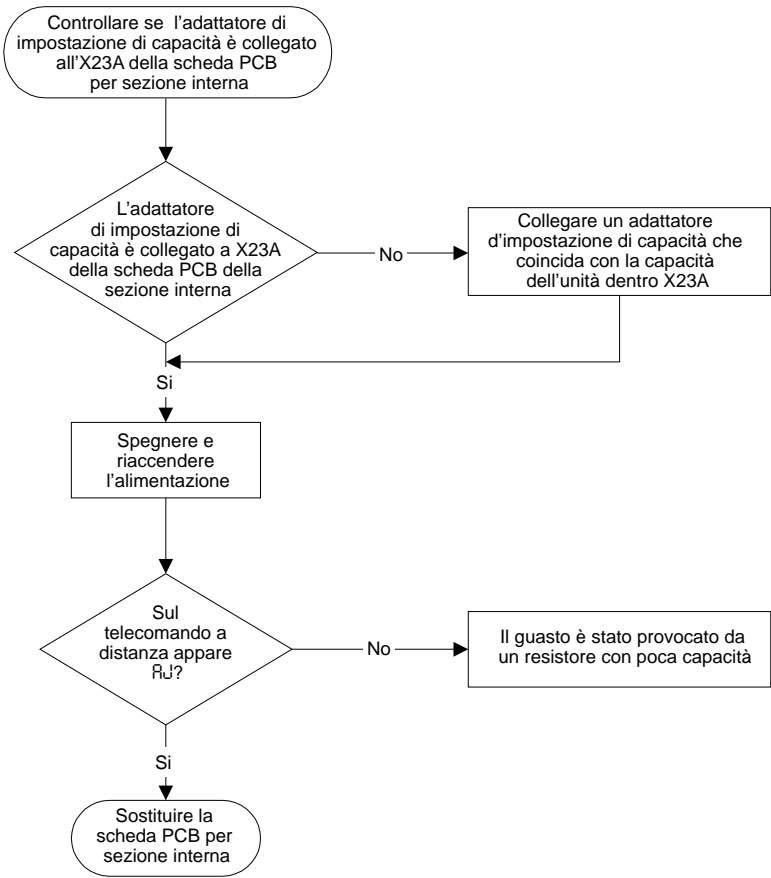 Controllare se l'adattatore di
impostazione di capacità è collegato
all'X23A della scheda PCB
per sezione interna
L'adattatore
di impostazione di
capacità è collegato a X23A
della scheda PCB della
sezione interna
No
Collegare un adattatore
d'impostazione di capacità che
coincida con la capacità
dell'unità dentro X23A
Si
Spegnere e
riaccendere
l'alimentazione
Sul
telecomando a
distanza appare
AJ?
No
Il guasto è stato provocato da
un resistore con poca capacità
Si
Sostituire la
scheda PCB per
sezione interna